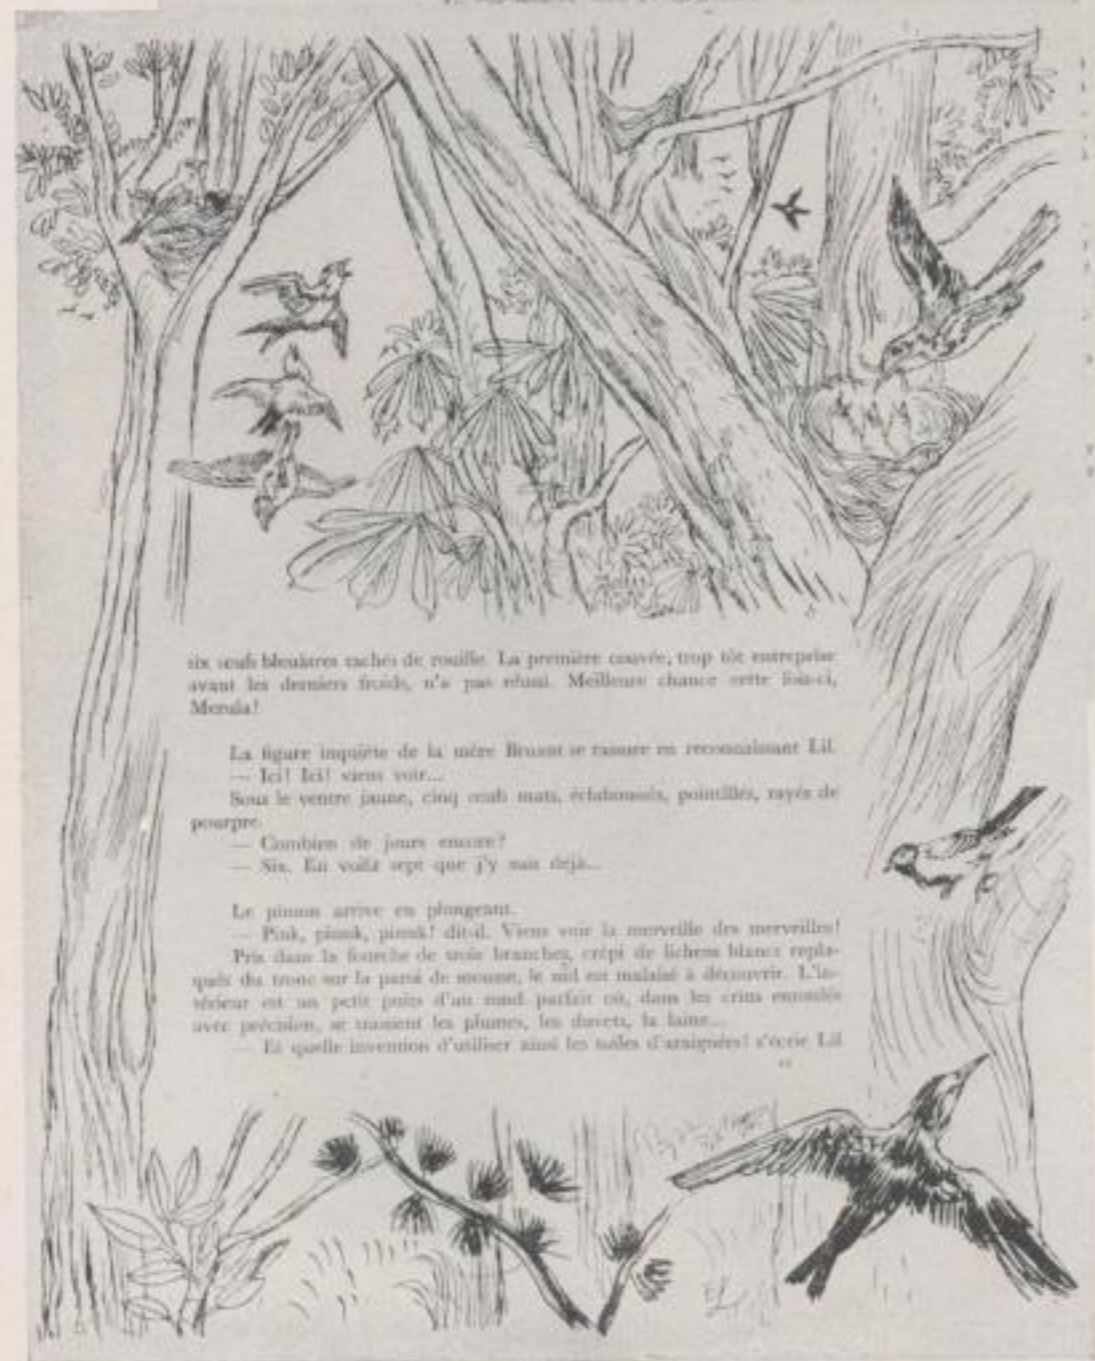 six œufs bleuâtres tachés de rouille. La première couvée, trop tôt entreprise
avant les derniers froids, n'a pas réussi. Meilleure chance cette fois-ci,
Merula!
La figure inquiète de la mère Bruant se rassure en reconnaissant Lil.
— Ici! Ici! viens voir...
Sous le ventre jaune, cinq œufs mats, éclaboussés, pointillés, rayés de
pourpre.
— Combien de jours encore?
— Six. En voilà sept que j'y suis déjà...
Le pinson arrive en plongeant.
— Pink, pinnk, pinnk! dit-il. Viens voir la merveille des merveilles!
Pris dans la fourche de trois branches, crépi de lichens blancs repla-
qués du tronc sur la paroi de mousse, le nid est malaisé à découvrir. L'in-
térieur est un petit puits d'un rond parfait où, dans les crins enroulés
avec précision, se tassent les plumes, les duvets, la laine...
— Et quelle invention d'utiliser ainsi les toiles d'araignées! s'écrie Lil